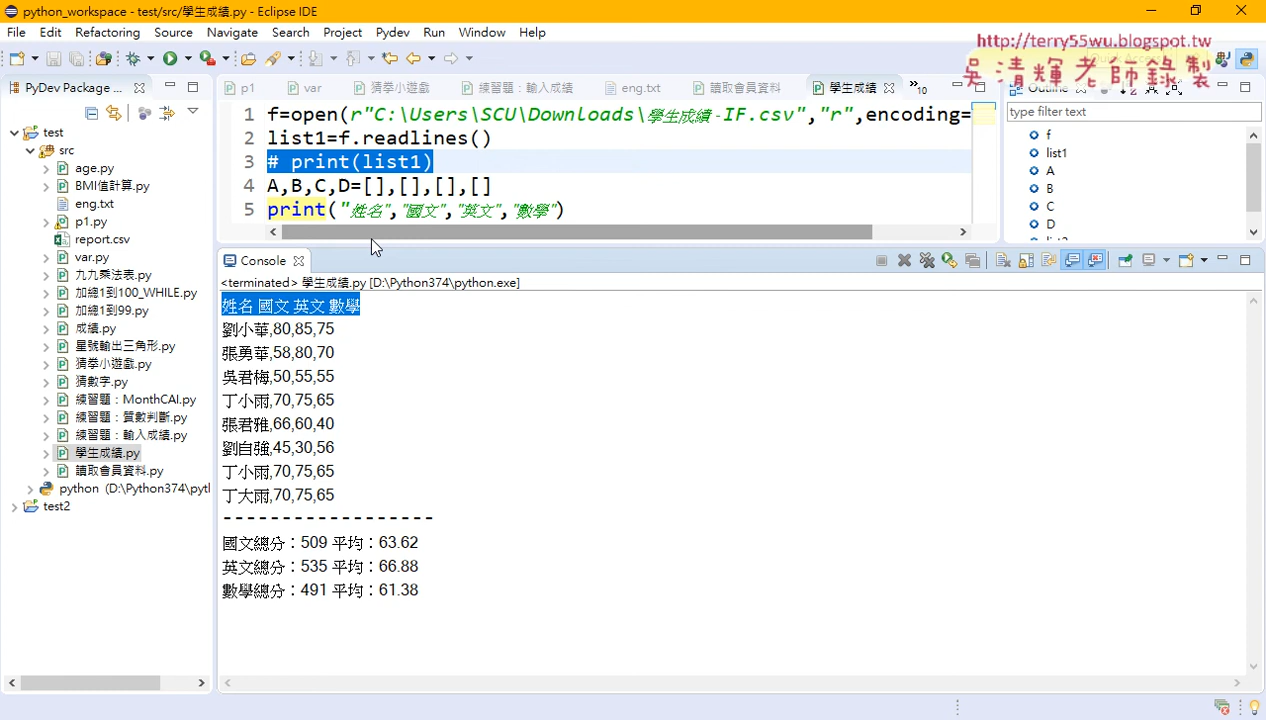 python_workspace - test/src/學生成績.py - Eclipse IDE
File Edit Refactoring Source Navigate Search Project Pydev Run Window Help
http://terry55wu.blogspot.tw
吳清輝老師錄製
PyDev Package ...
p1 var 猜拳小遊戲 練習題：輸入成績 eng.txt 讀取會員資料 學生成績 »10
Outline
type filter text
1 f=open(r"C:\Users\SCU\Downloads\學生成績-IF.csv","r",encoding=
2 list1=f.readlines()
3 # print(list1)
4 A,B,C,D=[],[],[],[]
5 print("姓名","國文","英文","數學")
f
list1
A
B
C
D
test
src
age.py
BMI值計算.py
eng.txt
p1.py
report.csv
var.py
九九乘法表.py
加總1到100_WHILE.py
加總1到99.py
成績.py
星號輸出三角形.py
猜拳小遊戲.py
猜數字.py
練習題：MonthCAI.py
練習題：質數判斷.py
練習題：輸入成績.py
學生成績.py
讀取會員資料.py
python (D:\Python374\pytl
test2
Console
<terminated> 學生成績.py [D:\Python374\python.exe]
姓名 國文 英文 數學
劉小華,80,85,75
張勇華,58,80,70
吳君梅,50,55,55
丁小雨,70,75,65
張君雅,66,60,40
劉自強,45,30,56
丁小雨,70,75,65
丁大雨,70,75,65
------------------
國文總分：509 平均：63.62
英文總分：535 平均：66.88
數學總分：491 平均：61.38